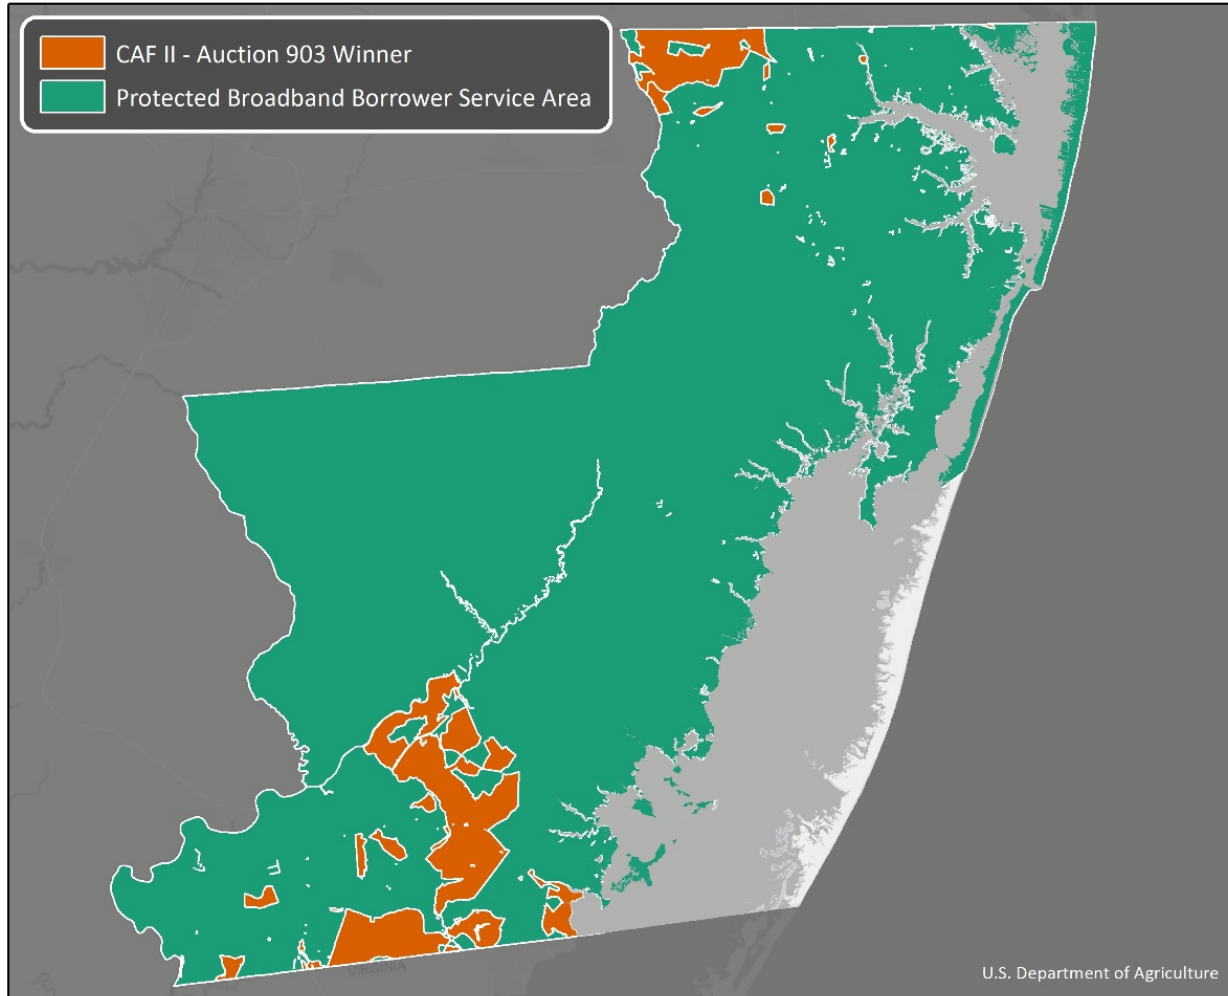 CAF II - Auction 903 Winner
Protected Broadband Borrower Service Area
VIRGINIA
U.S. Department of Agriculture